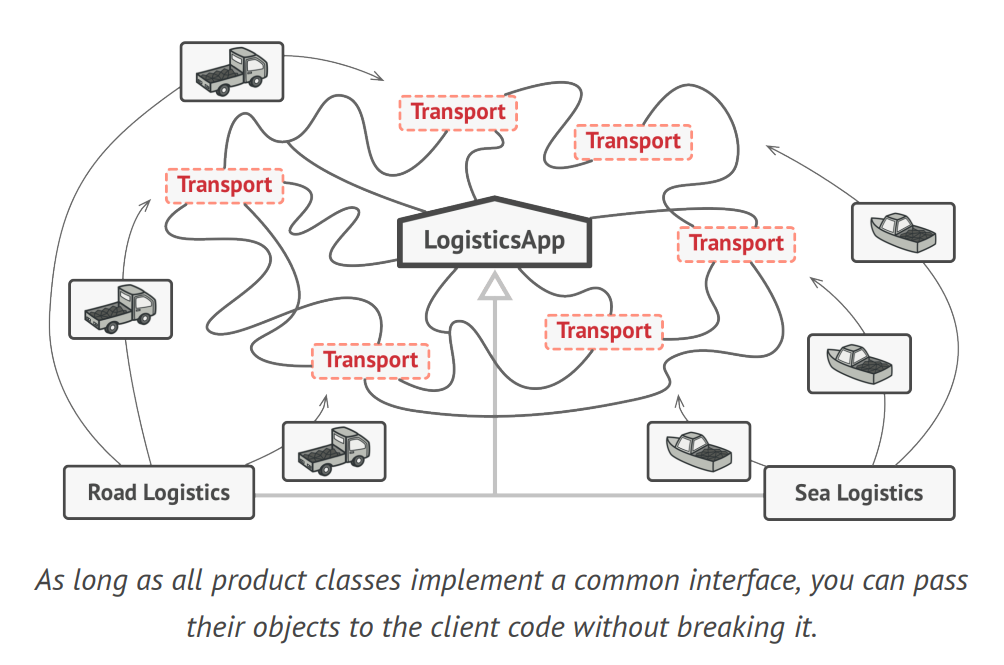 Transport
Transport
Transport
LogisticsApp
Transport
Transport
Transport
Road Logistics
Sea Logistics
As long as all product classes implement a common interface, you can pass
their objects to the client code without breaking it.